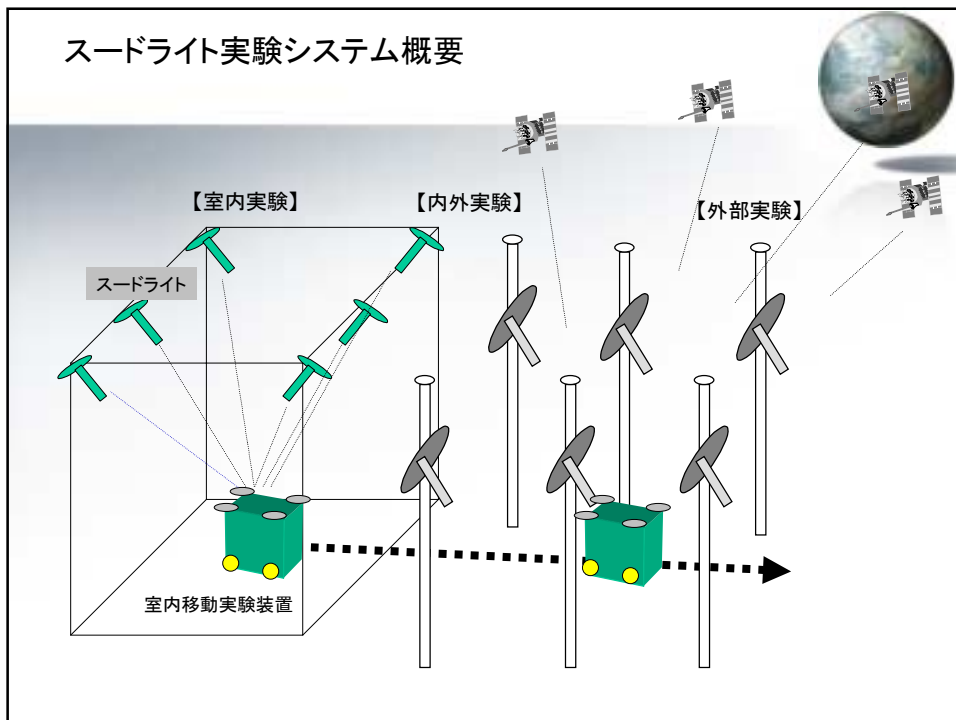 スードライト実験システム概要
【室内実験】
【内外実験】
【外部実験】
スードライト
室内移動実験装置